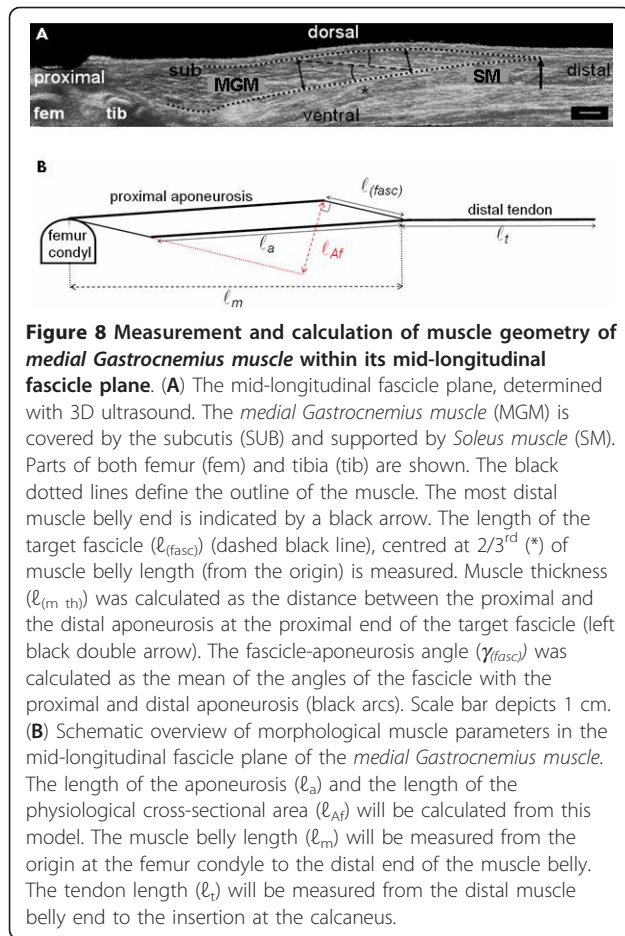 A
dorsal
proximal
sub
MGM
SM
distal
*
fem
tib
ventral
B
proximal aponeurosis
ℓ(fasc)
distal tendon
femur
condyl
ℓa
ℓAf
ℓt
ℓm
Figure 8 Measurement and calculation of muscle geometry of
medial Gastrocnemius muscle within its mid-longitudinal
fascicle plane. (A) The mid-longitudinal fascicle plane, determined
with 3D ultrasound. The medial Gastrocnemius muscle (MGM) is
covered by the subcutis (SUB) and supported by Soleus muscle (SM).
Parts of both femur (fem) and tibia (tib) are shown. The black
dotted lines define the outline of the muscle. The most distal
muscle belly end is indicated by a black arrow. The length of the
target fascicle (ℓ(fasc)) (dashed black line), centred at 2/3rd (*) of
muscle belly length (from the origin) is measured. Muscle thickness
(ℓ(m th)) was calculated as the distance between the proximal and
the distal aponeurosis at the proximal end of the target fascicle (left
black double arrow). The fascicle-aponeurosis angle (γ(fasc)) was
calculated as the mean of the angles of the fascicle with the
proximal and distal aponeurosis (black arcs). Scale bar depicts 1 cm.
(B) Schematic overview of morphological muscle parameters in the
mid-longitudinal fascicle plane of the medial Gastrocnemius muscle.
The length of the aponeurosis (ℓa) and the length of the
physiological cross-sectional area (ℓAf) will be calculated from this
model. The muscle belly length (ℓm) will be measured from the
origin at the femur condyle to the distal end of the muscle belly.
The tendon length (ℓt) will be measured from the distal muscle
belly end to the insertion at the calcaneus.